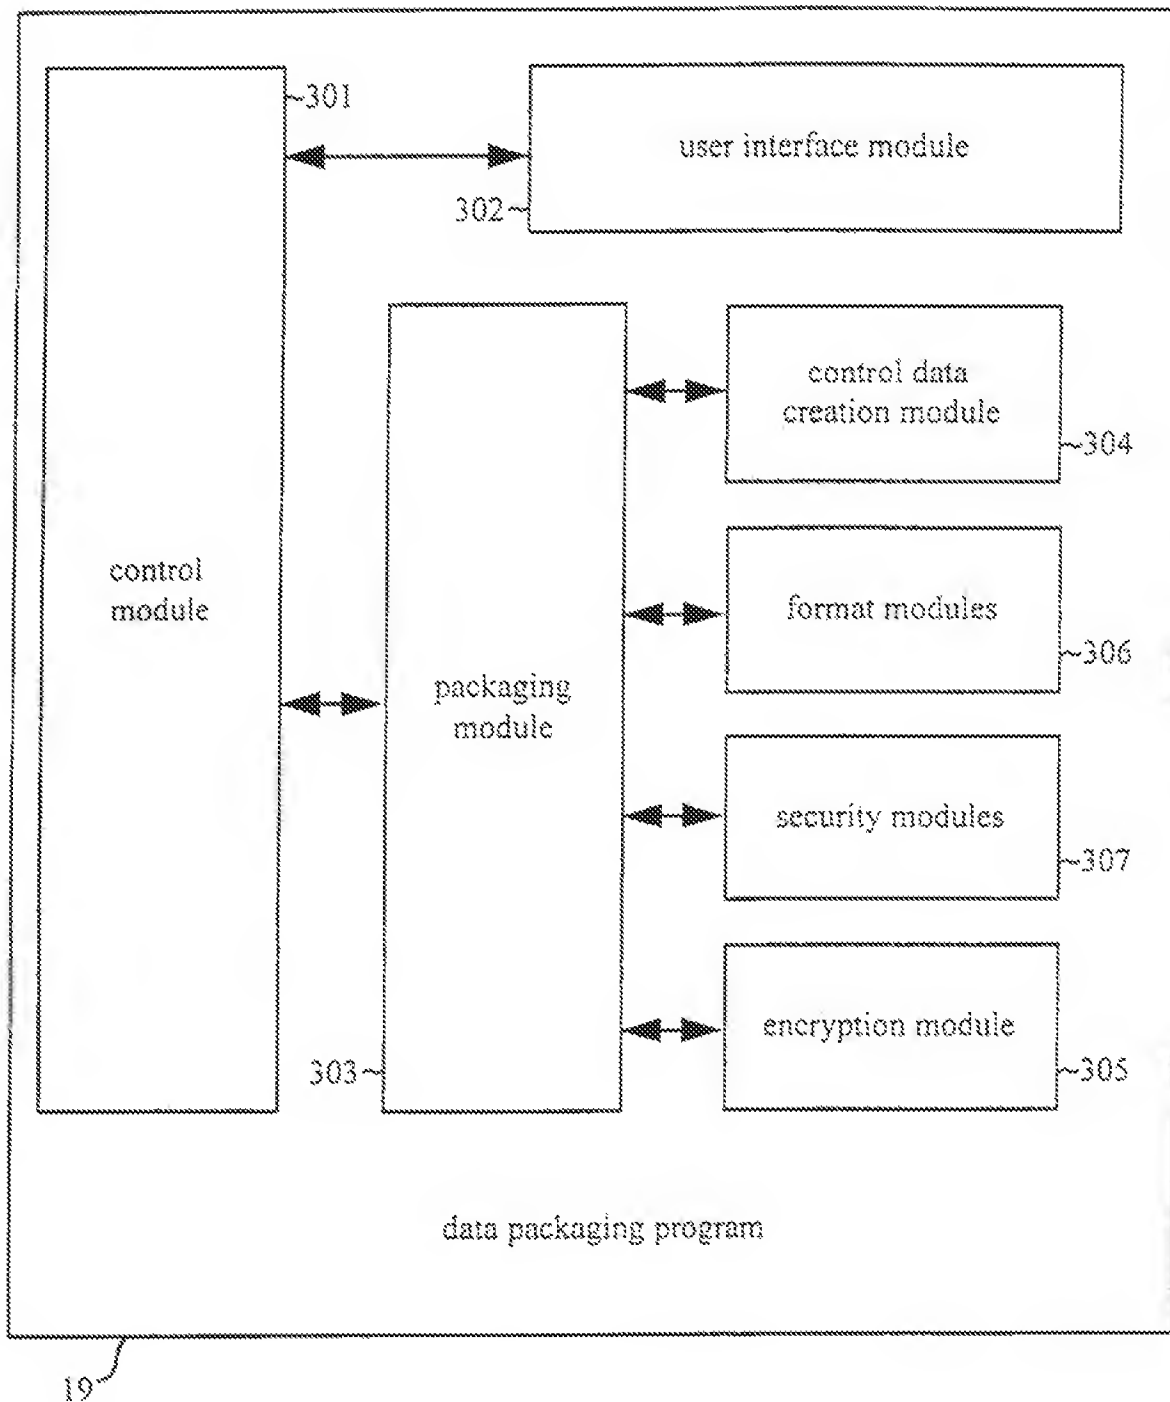 301
user interface module
302
control data
creation module
304
control
module
format modules
306
packaging
module
security modules
307
encryption module
303
305
data packaging program
19